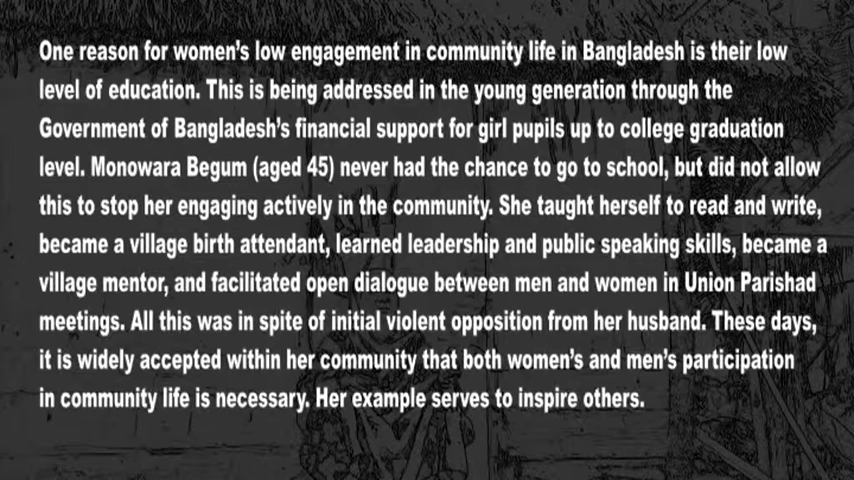 One reason for women’s low engagement in community life in Bangladesh is their low
level of education. This is being addressed in the young generation through the
Government of Bangladesh’s financial support for girl pupils up to college graduation
level. Monowara Begum (aged 45) never had the chance to go to school, but did not allow
this to stop her engaging actively in the community. She taught herself to read and write,
became a village birth attendant, learned leadership and public speaking skills, became a
village mentor, and facilitated open dialogue between men and women in Union Parishad
meetings. All this was in spite of initial violent opposition from her husband. These days,
it is widely accepted within her community that both women’s and men’s participation
in community life is necessary. Her example serves to inspire others.